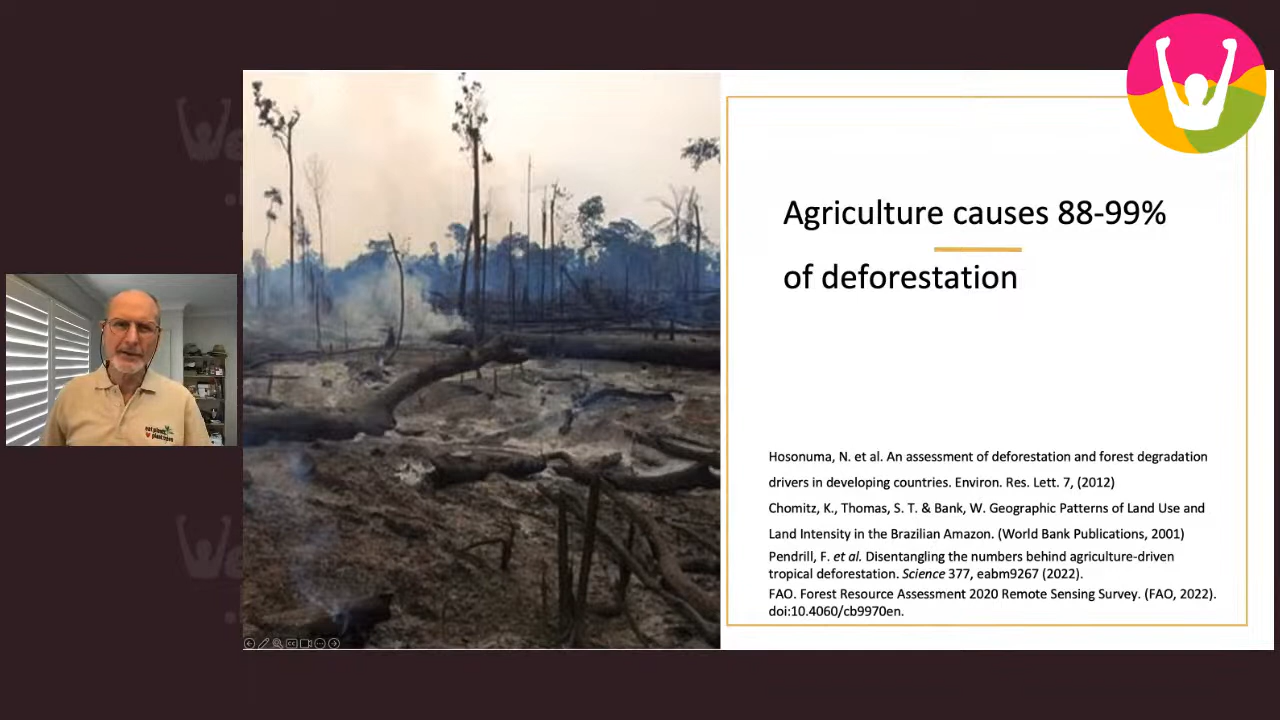 Agriculture causes 88-99%
of deforestation
Hosonuma, N. et al. An assessment of deforestation and forest degradation
drivers in developing countries. Environ. Res. Lett. 7, (2012)
Chomitz, K., Thomas, S. T. & Bank, W. Geographic Patterns of Land Use and
Land Intensity in the Brazilian Amazon. (World Bank Publications, 2001)
Pendrill, F. et al. Disentangling the numbers behind agriculture-driven
tropical deforestation. Science 377, eabm9267 (2022).
FAO. Forest Resource Assessment 2020 Remote Sensing Survey. (FAO, 2022).
doi:10.4060/cb9970en.